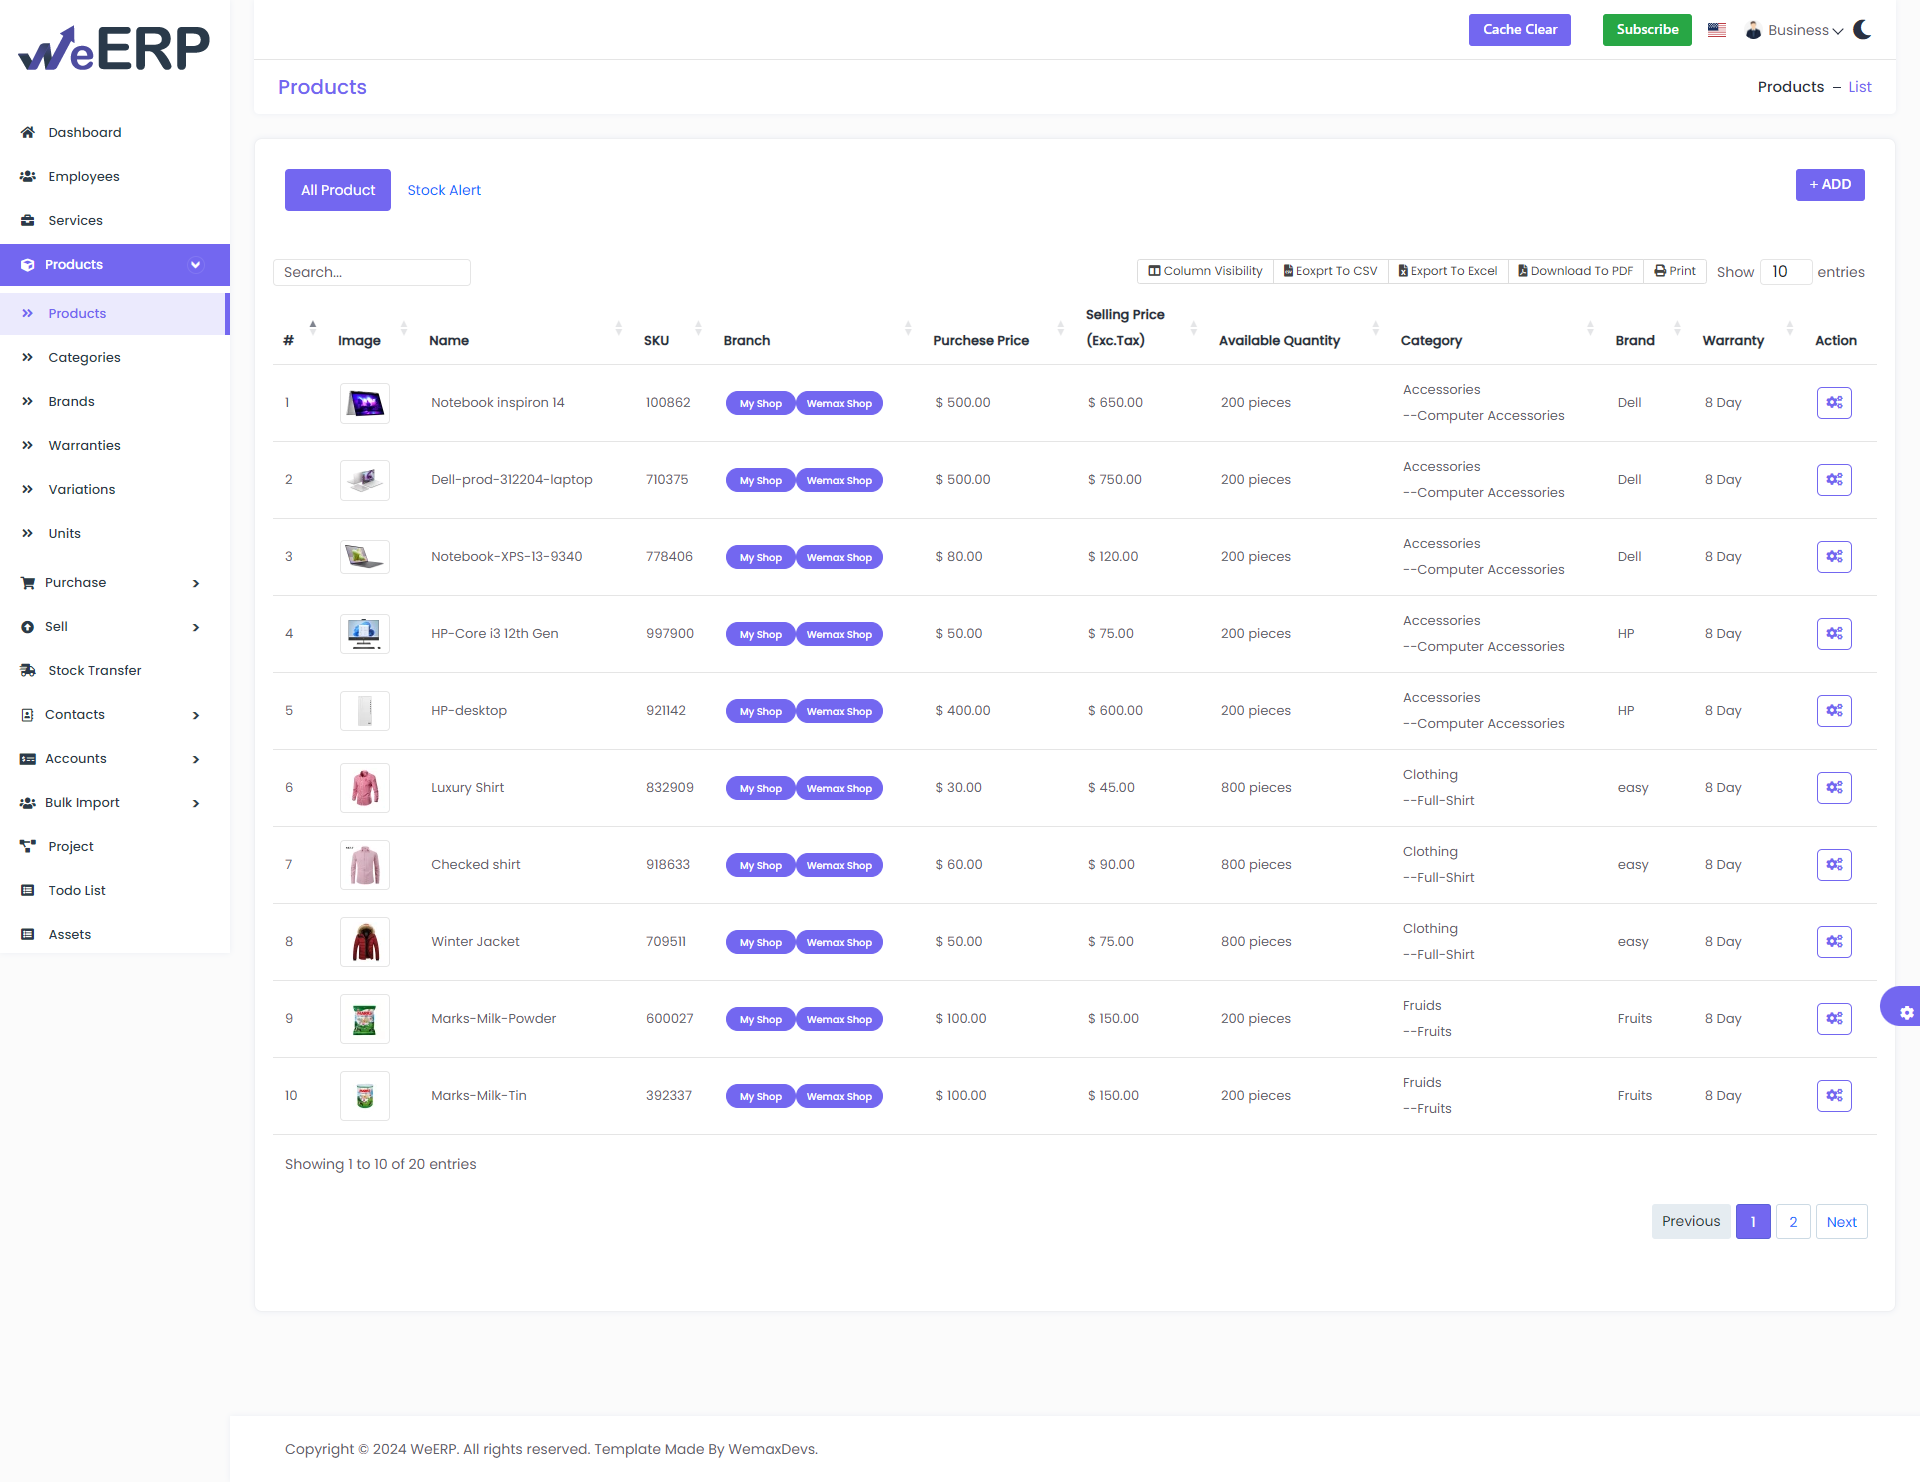 WeERP
Cache Clear
Subscribe
Business
Products
Products – List
Dashboard
Employees
Services
Products
Products
Categories
Brands
Warranties
Variations
Units
Purchase
Sell
Stock Transfer
Contacts
Accounts
Bulk Import
Project
Todo List
Assets
All Product
Stock Alert
+ ADD
Search...
Column Visibility
Eoxprt To CSV
Export To Excel
Download To PDF
Print
Show 10 entries
# Image Name SKU Branch Purchese Price Selling Price (Exc.Tax) Available Quantity Category Brand Warranty Action
1 Notebook inspiron 14 100862 My Shop Wemax Shop $ 500.00 $ 650.00 200 pieces Accessories --Computer Accessories Dell 8 Day
2 Dell-prod-312204-laptop 710375 My Shop Wemax Shop $ 500.00 $ 750.00 200 pieces Accessories --Computer Accessories Dell 8 Day
3 Notebook-XPS-13-9340 778406 My Shop Wemax Shop $ 80.00 $ 120.00 200 pieces Accessories --Computer Accessories Dell 8 Day
4 HP-Core i3 12th Gen 997900 My Shop Wemax Shop $ 50.00 $ 75.00 200 pieces Accessories --Computer Accessories HP 8 Day
5 HP-desktop 921142 My Shop Wemax Shop $ 400.00 $ 600.00 200 pieces Accessories --Computer Accessories HP 8 Day
6 Luxury Shirt 832909 My Shop Wemax Shop $ 30.00 $ 45.00 800 pieces Clothing --Full-Shirt easy 8 Day
7 Checked shirt 918633 My Shop Wemax Shop $ 60.00 $ 90.00 800 pieces Clothing --Full-Shirt easy 8 Day
8 Winter Jacket 709511 My Shop Wemax Shop $ 50.00 $ 75.00 800 pieces Clothing --Full-Shirt easy 8 Day
9 Marks-Milk-Powder 600027 My Shop Wemax Shop $ 100.00 $ 150.00 200 pieces Fruids --Fruits Fruits 8 Day
10 Marks-Milk-Tin 392337 My Shop Wemax Shop $ 100.00 $ 150.00 200 pieces Fruids --Fruits Fruits 8 Day
Showing 1 to 10 of 20 entries
Previous 1 2 Next
Copyright © 2024 WeERP. All rights reserved. Template Made By WemaxDevs.